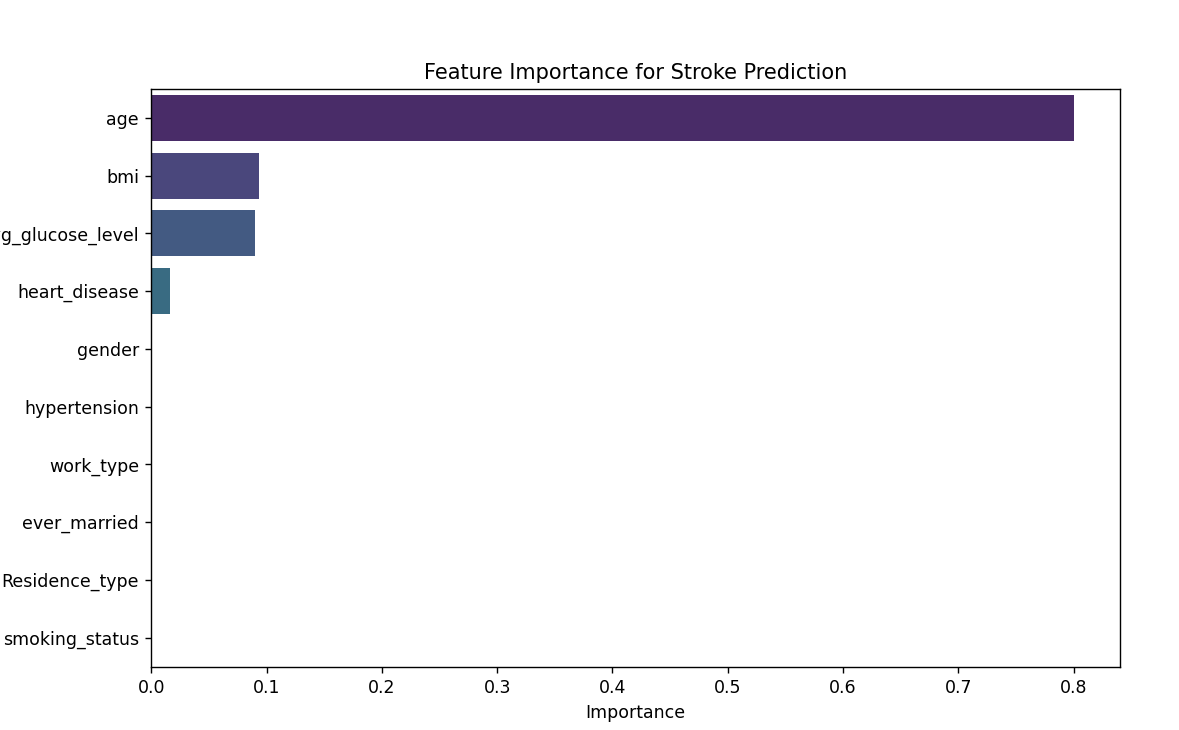 Feature Importance for Stroke Prediction
age
bmi
g_glucose_level
heart_disease
gender
hypertension
work_type
ever_married
Residence_type
smoking_status
0.0 0.1 0.2 0.3 0.4 0.5 0.6 0.7 0.8
Importance